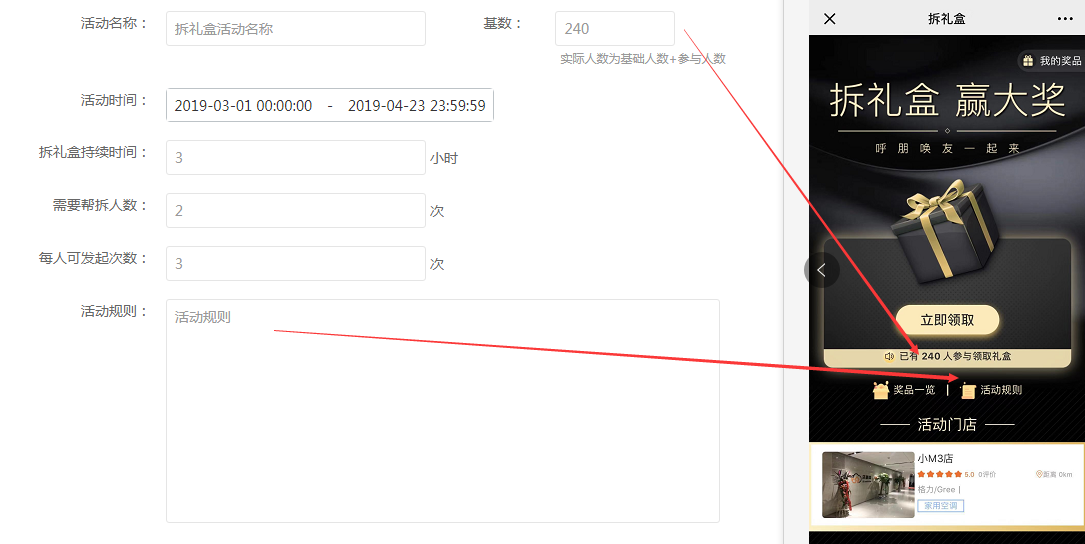 活动名称：
拆礼盒活动名称
基数：
240
实际人数为基础人数+参与人数
活动时间：
2019-03-01 00:00:00 - 2019-04-23 23:59:59
拆礼盒持续时间：
3
小时
需要帮拆人数：
2
次
每人可发起次数：
3
次
活动规则：
活动规则
拆礼盒
我的奖品
拆礼盒 赢大奖
呼朋唤友一起来
立即领取
已有 240 人参与领取礼盒
奖品一览 | 活动规则
活动门店
小M3店
5.0 0评价
距离 0km
格力/Gree |
家用空调